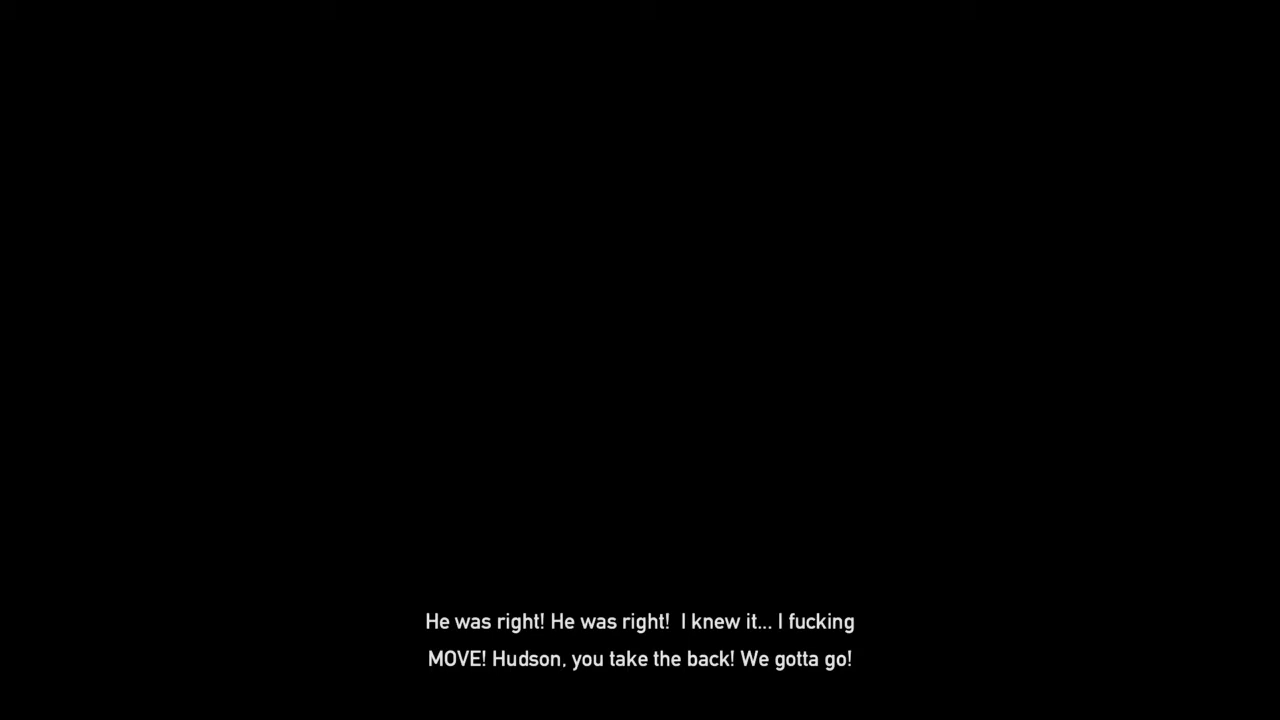 He was right! He was right!  I knew it... I fucking
MOVE! Hudson, you take the back! We gotta go!